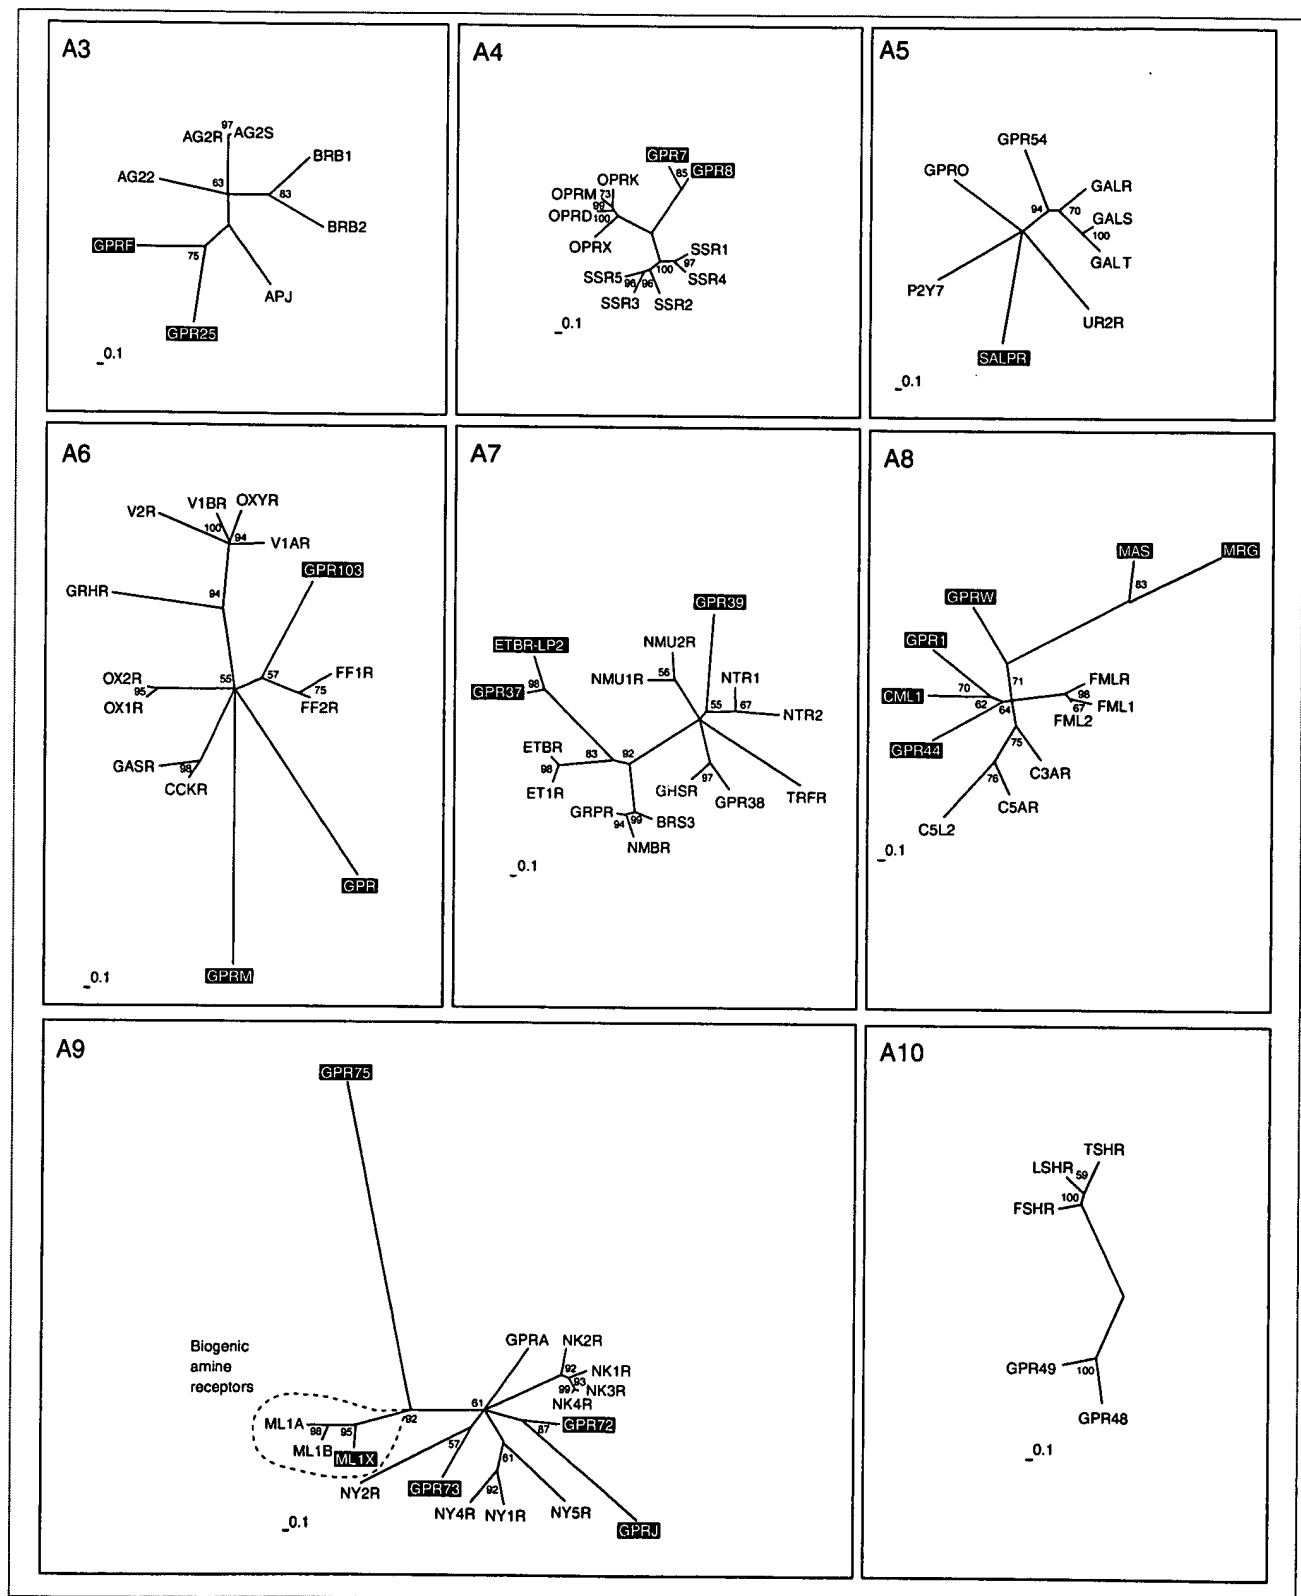 A3
97
AG2R AG2S
BRB1
AG22
63
83
BRB2
GPRF
75
APJ
GPR25
0.1
A4
GPR7
85
GPR8
OPRK
OPRM 73
99
OPRD 100
OPRX
SSR1
97
100
SSR4
SSR5
98 96
SSR3
SSR2
0.1
A5
GPR54
GPRO
GALR
94
70
GALS
100
GALT
P2Y7
UR2R
SALPR
0.1
A6
V1BR OXYR
V2R
100
94
V1AR
GPR103
GRHR
94
OX2R
55
57
FF1R
95
75
OX1R
FF2R
GASR
98
CCKR
GPR
GPRM
0.1
A7
GPR39
ETBR-LP2
NMU2R
56
NMU1R
NTR1
98
GPR37
55
67
NTR2
ETBR
83
92
98
ET1R
97
GHSR
GPR38
TRFR
GRPR
99
BRS3
94
NMBR
0.1
A8
MAS
MRG
83
GPRW
GPR1
71
FMLR
70
98
CML1
62
64
67
FML1
FML2
GPR44
75
C3AR
76
C5AR
C5L2
0.1
A9
GPR75
Biogenic
amine
receptors
GPRA
NK2R
92
NK1R
93
99
NK3R
NK4R
61
92
ML1A
98
95
87
GPR72
ML1B
ML1X
57
81
NY2R
GPR73
92
NY4R
NY1R
NY5R
GPRJ
0.1
A10
TSHR
LSHR 59
100
FSHR
GPR49
100
GPR48
0.1